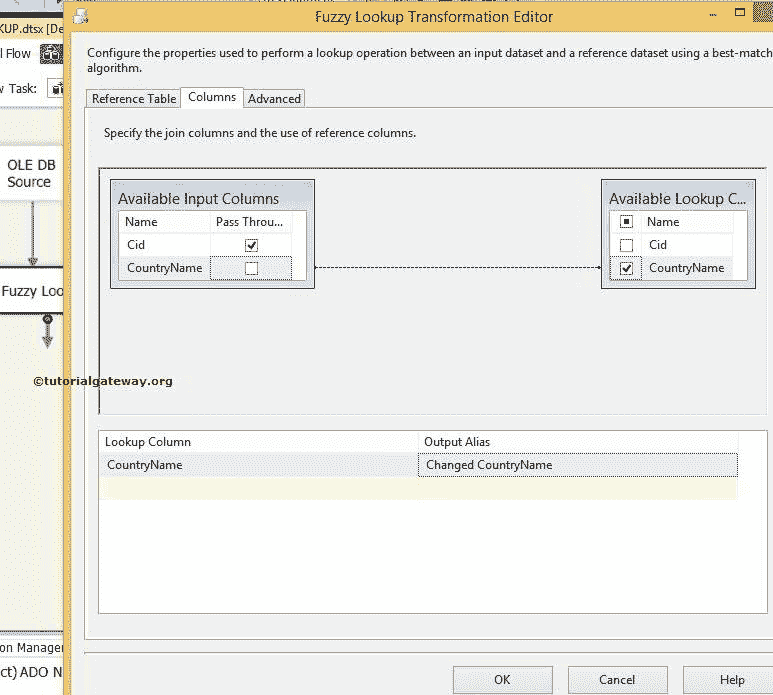 Fuzzy Lookup Transformation Editor
KUP.dtsx [De
l Flow
Configure the properties used to perform a lookup operation between an input dataset and a reference dataset using a best-match
algorithm.
w Task:
Reference Table Columns Advanced
Specify the join columns and the use of reference columns.
OLE DB
Source
Available Input Columns
Name Pass Throu...
Cid
CountryName
Available Lookup C...
Name
Cid
CountryName
Fuzzy Loo
©tutorialgateway.org
Lookup Column Output Alias
CountryName Changed CountryName
on Manager
ct) ADO N
OK Cancel Help